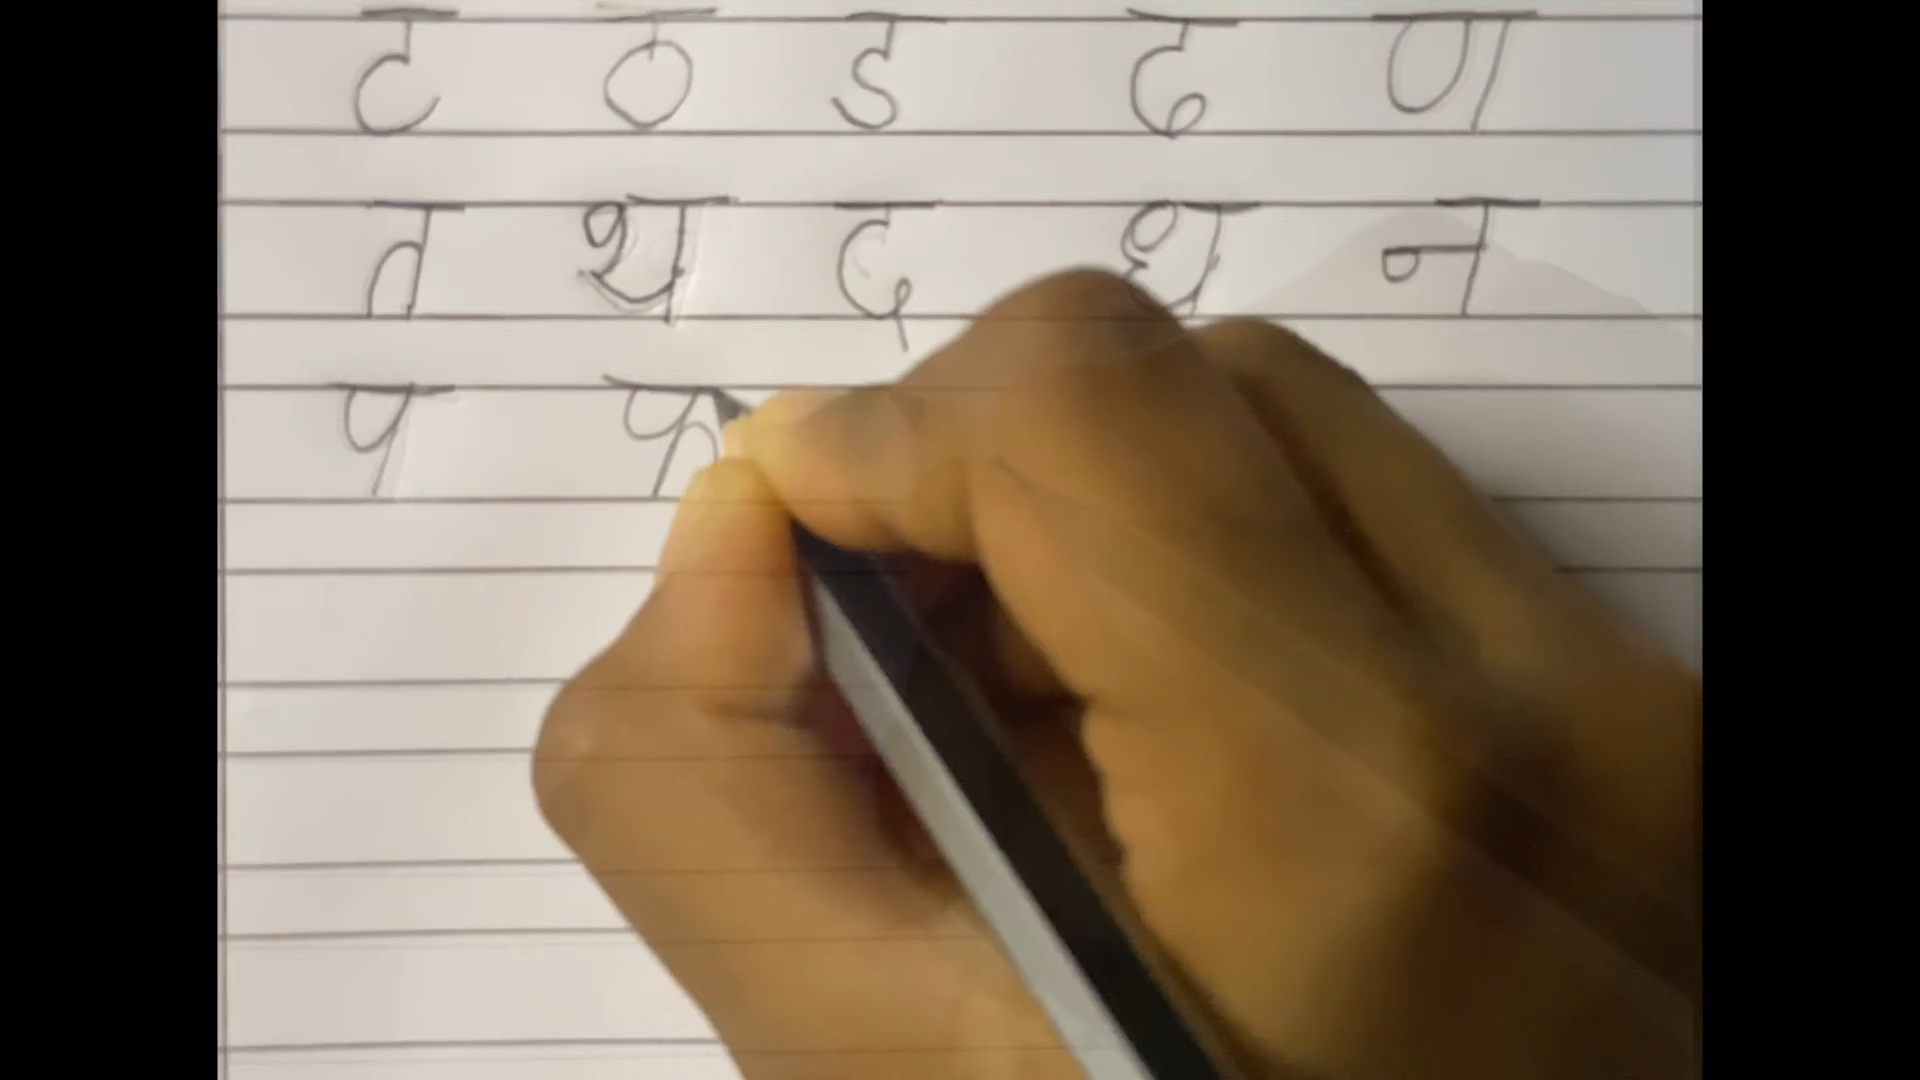 ट ठ ड ढ ण
त थ द ध न
प फ